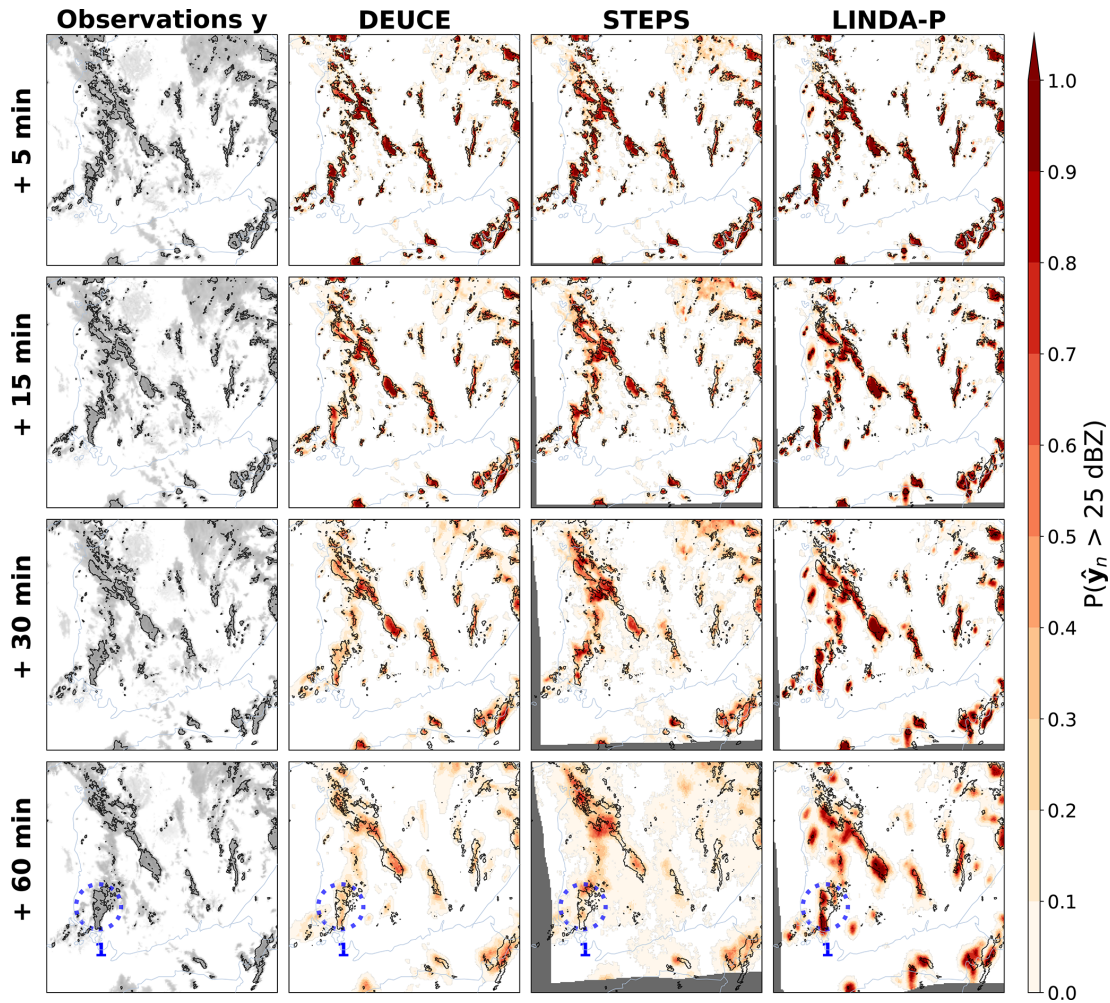 Observations y DEUCE STEPS LINDA-P
+ 5 min
+ 15 min
+ 30 min
+ 60 min
1 1 1 1
1.0
0.9
0.8
0.7
0.6
0.5
0.4
0.3
0.2
0.1
0.0
P(ŷₙ > 25 dBZ)